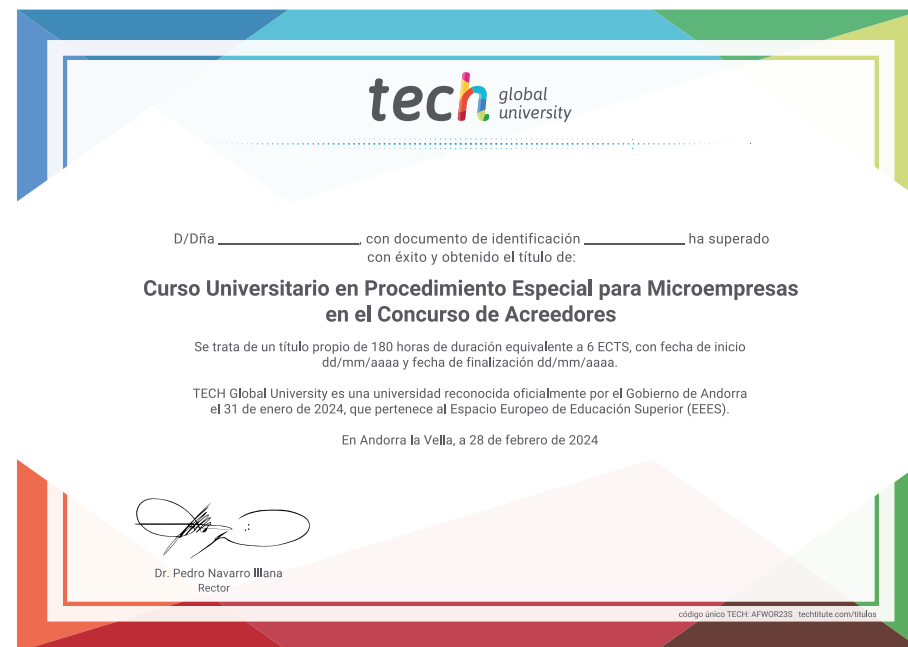 tech global
university
D/Dña ____________________, con documento de identificación ______________ ha superado
con éxito y obtenido el título de:
Curso Universitario en Procedimiento Especial para Microempresas
en el Concurso de Acreedores
Se trata de un título propio de 180 horas de duración equivalente a 6 ECTS, con fecha de inicio
dd/mm/aaaa y fecha de finalización dd/mm/aaaa.
TECH Global University es una universidad reconocida oficialmente por el Gobierno de Andorra
el 31 de enero de 2024, que pertenece al Espacio Europeo de Educación Superior (EEES).
En Andorra la Vella, a 28 de febrero de 2024
Dr. Pedro Navarro Illana
Rector
código único TECH: AFWOR23S techtitute.com/titulos